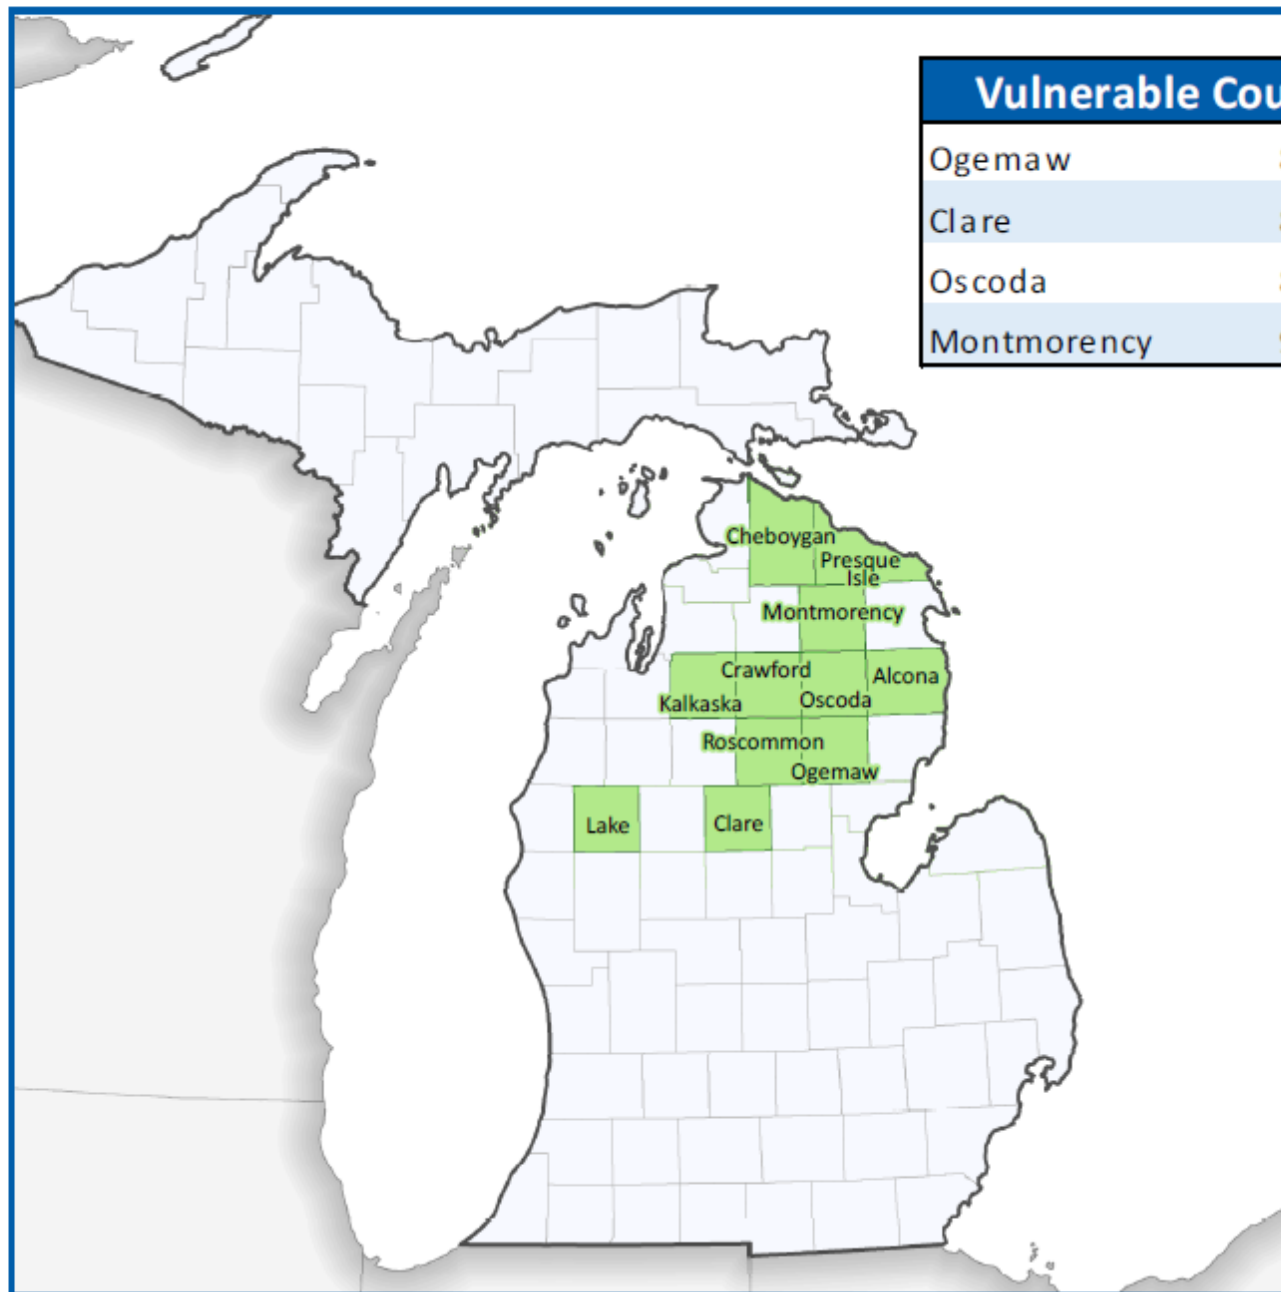 Vulnerable Cou
Ogemaw
Clare
Oscoda
Montmorency
Cheboygan
Presque
Isle
Montmorency
Crawford
Alcona
Kalkaska
Oscoda
Roscommon
Ogemaw
Lake
Clare